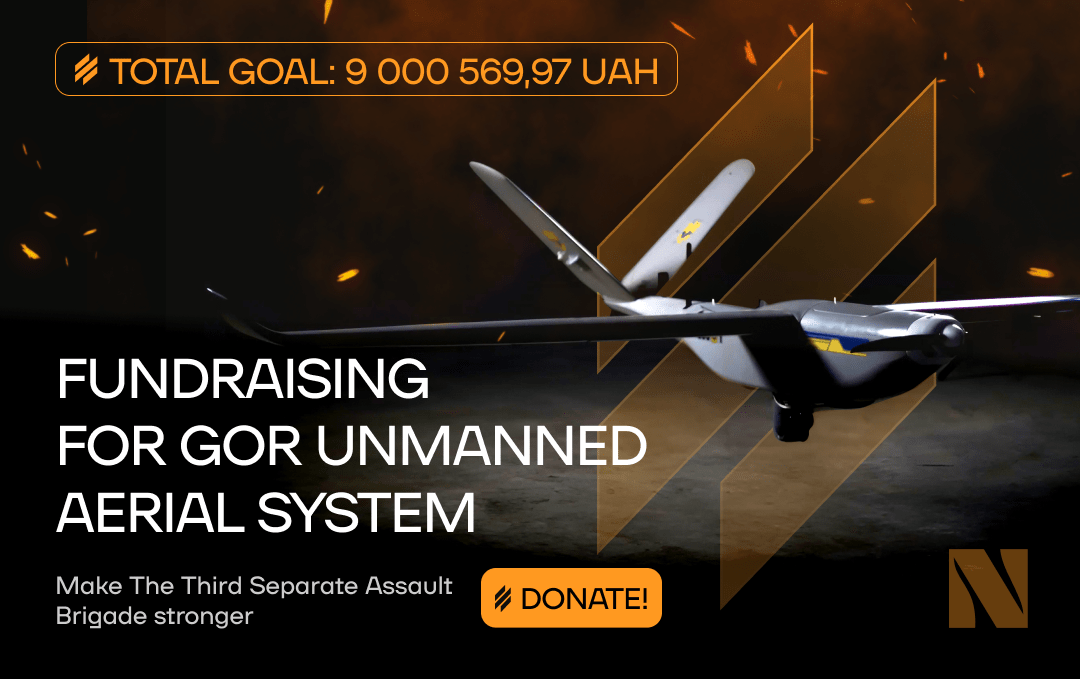 TOTAL GOAL: 9 000 569,97 UAH
FUNDRAISING
FOR GOR UNMANNED
AERIAL SYSTEM
Make The Third Separate Assault
Brigade stronger
DONATE!
N